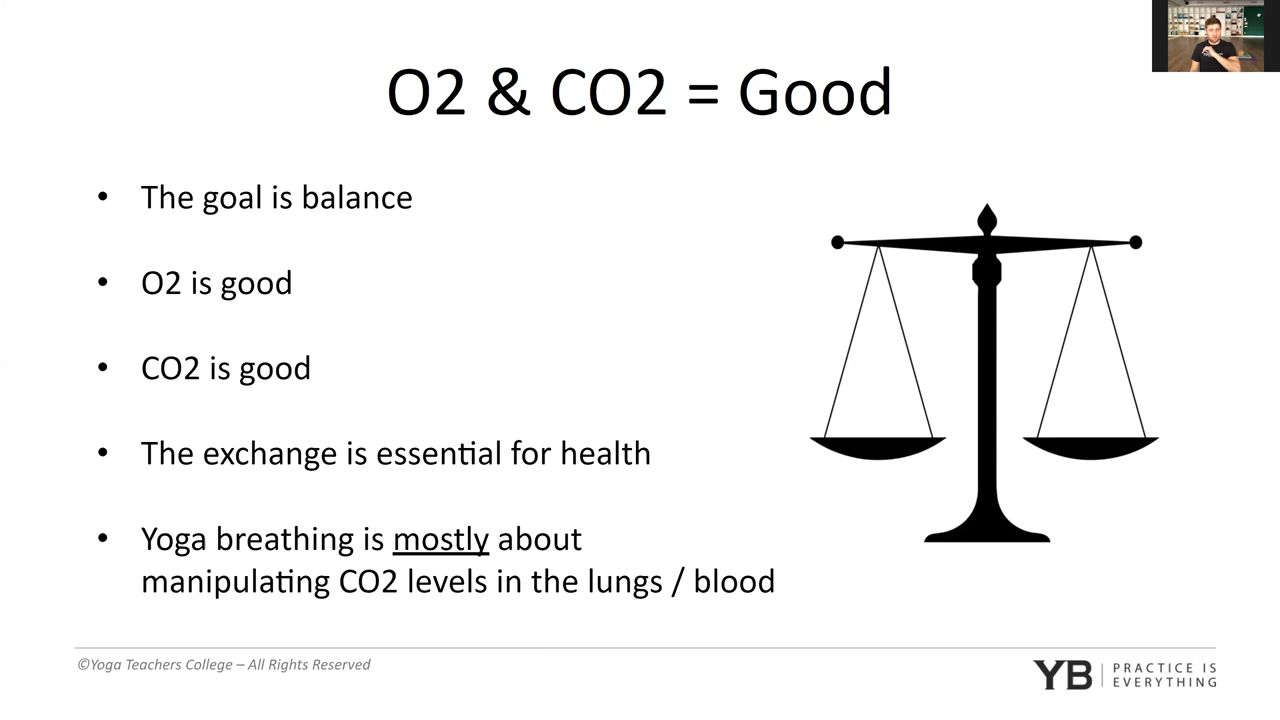 O2 & CO2 = Good
• The goal is balance
• O2 is good
• CO2 is good
• The exchange is essential for health
• Yoga breathing is mostly about
manipulating CO2 levels in the lungs / blood
©Yoga Teachers College – All Rights Reserved
YB PRACTICE IS
EVERYTHING